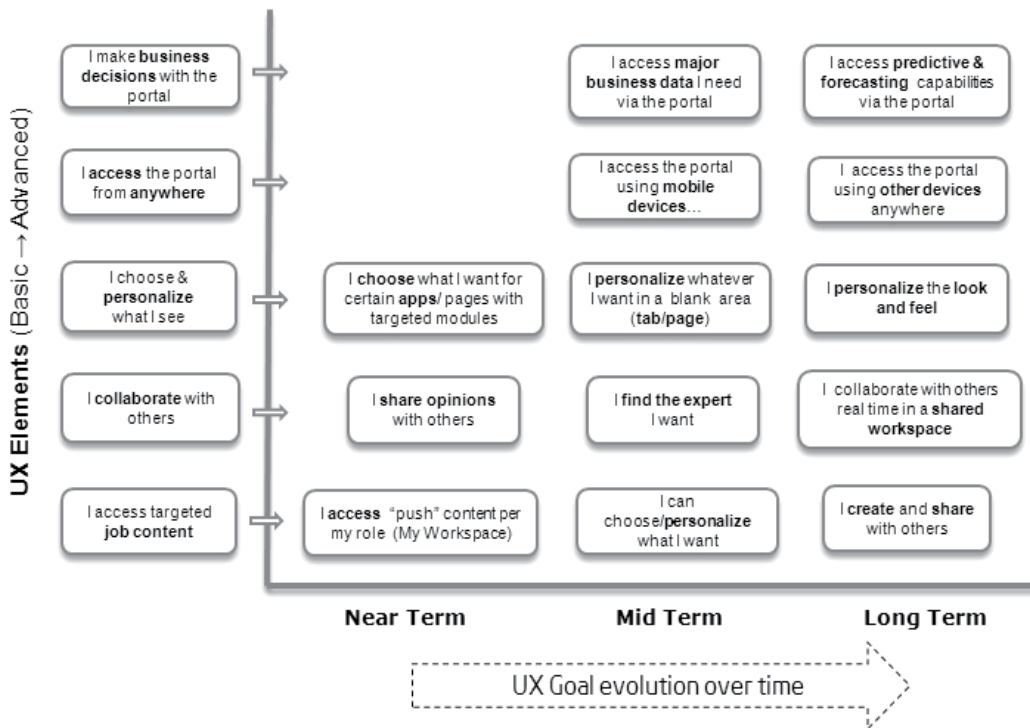 UX Elements (Basic → Advanced)
I make business
decisions with the
portal
I access major
business data I need
via the portal
I access predictive &
forecasting capabilities
via the portal
I access the portal
from anywhere
I access the portal
using mobile
devices...
I access the portal
using other devices
anywhere
I choose &
personalize
what I see
I choose what I want for
certain apps/ pages with
targeted modules
I personalize whatever
I want in a blank area
(tab/page)
I personalize the look
and feel
I collaborate with
others
I share opinions
with others
I find the expert
I want
I collaborate with others
real time in a shared
workspace
I access targeted
job content
I access “push” content per
my role (My Workspace)
I can
choose/personalize
what I want
I create and share
with others
Near Term
Mid Term
Long Term
UX Goal evolution over time